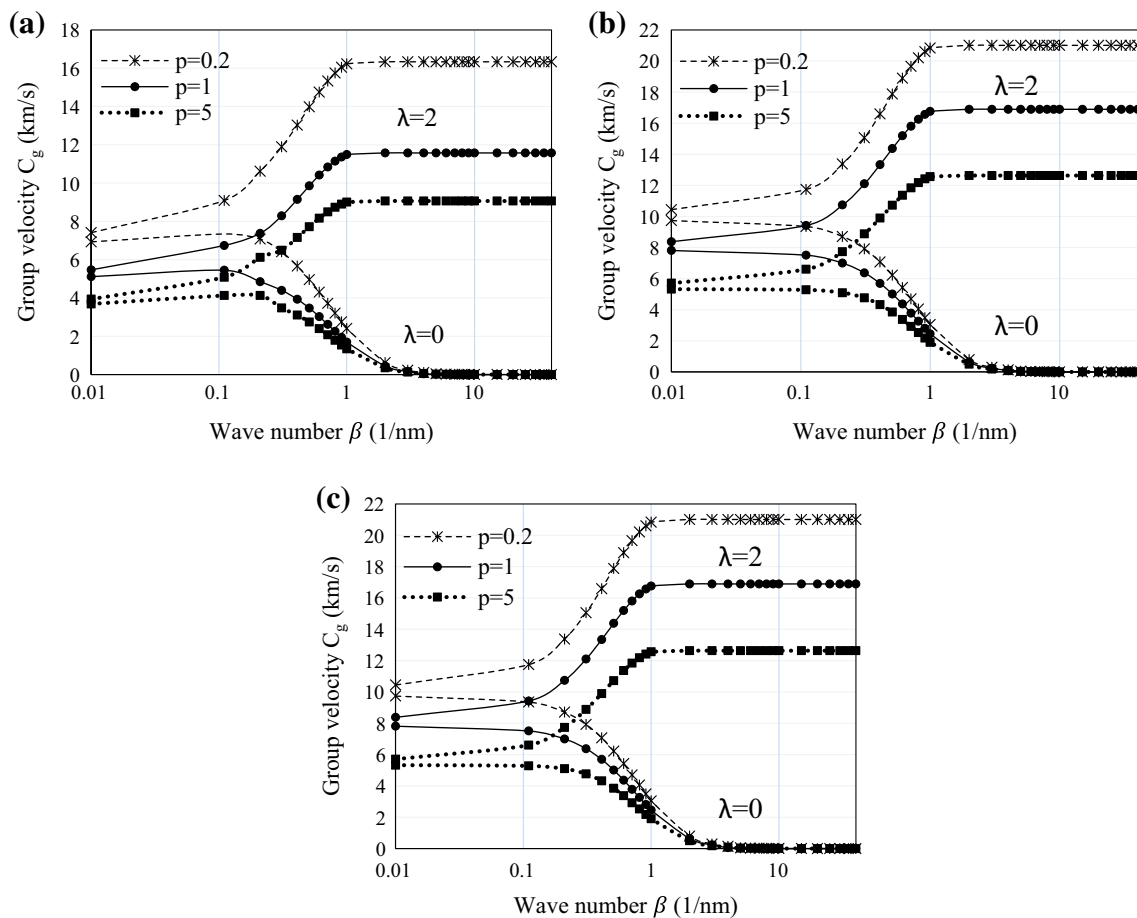 (a)
18
16
14
12
10
8
6
4
2
0
0.01
0.1
1
10
Group velocity C_g (km/s)
Wave number β (1/nm)
p=0.2
p=1
p=5
λ=2
λ=0
(b)
22
20
18
16
14
12
10
8
6
4
2
0
0.01
0.1
1
10
Group velocity C_g (km/s)
Wave number β (1/nm)
p=0.2
p=1
p=5
λ=2
λ=0
(c)
22
20
18
16
14
12
10
8
6
4
2
0
0.01
0.1
1
10
Group velocity C_g (km/s)
Wave number β (1/nm)
p=0.2
p=1
p=5
λ=2
λ=0